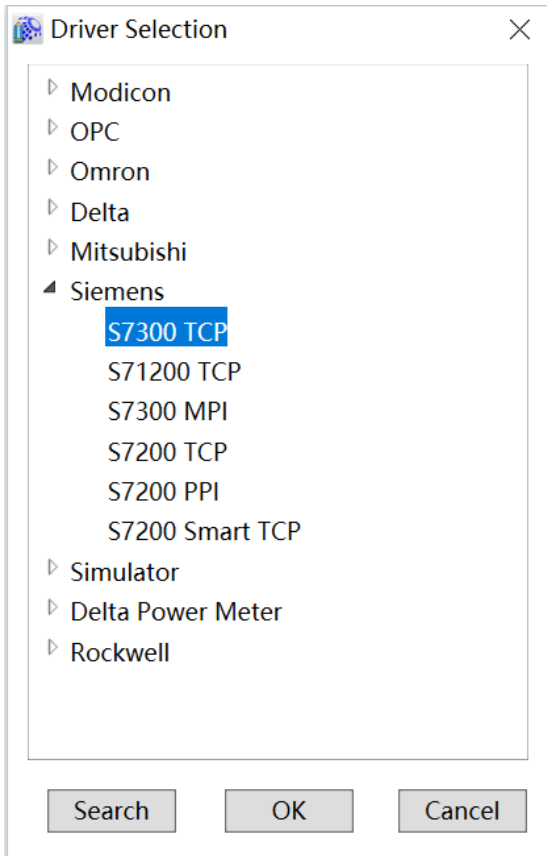 Driver Selection
Modicon
OPC
Omron
Delta
Mitsubishi
Siemens
S7300 TCP
S71200 TCP
S7300 MPI
S7200 TCP
S7200 PPI
S7200 Smart TCP
Simulator
Delta Power Meter
Rockwell
Search OK Cancel